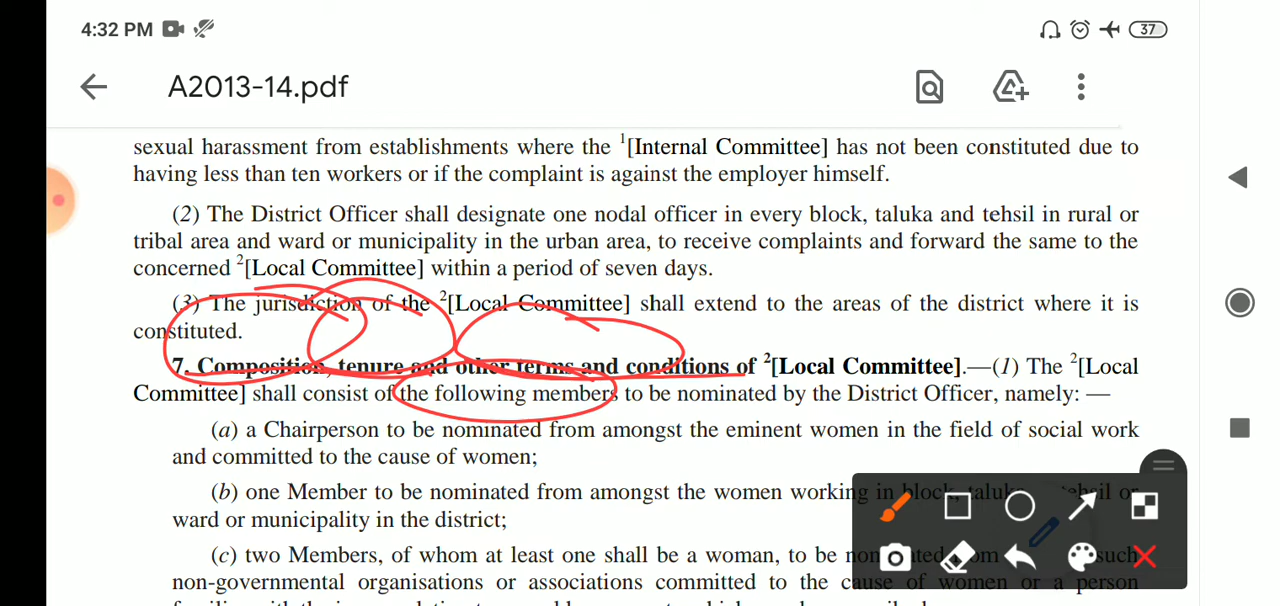 4:32 PM
37
A2013-14.pdf
sexual harassment from establishments where the 1[Internal Committee] has not been constituted due to
having less than ten workers or if the complaint is against the employer himself.
(2) The District Officer shall designate one nodal officer in every block, taluka and tehsil in rural or
tribal area and ward or municipality in the urban area, to receive complaints and forward the same to the
concerned 2[Local Committee] within a period of seven days.
(3) The jurisdiction of the 2[Local Committee] shall extend to the areas of the district where it is
constituted.
7. Composition, tenure and other terms and conditions of 2[Local Committee].—(1) The 2[Local
Committee] shall consist of the following members to be nominated by the District Officer, namely: —
(a) a Chairperson to be nominated from amongst the eminent women in the field of social work
and committed to the cause of women;
(b) one Member to be nominated from amongst the women working in block, taluka tehsil or
ward or municipality in the district;
(c) two Members, of whom at least one shall be a woman, to be nominated from such
non-governmental organisations or associations committed to the cause of women or a person